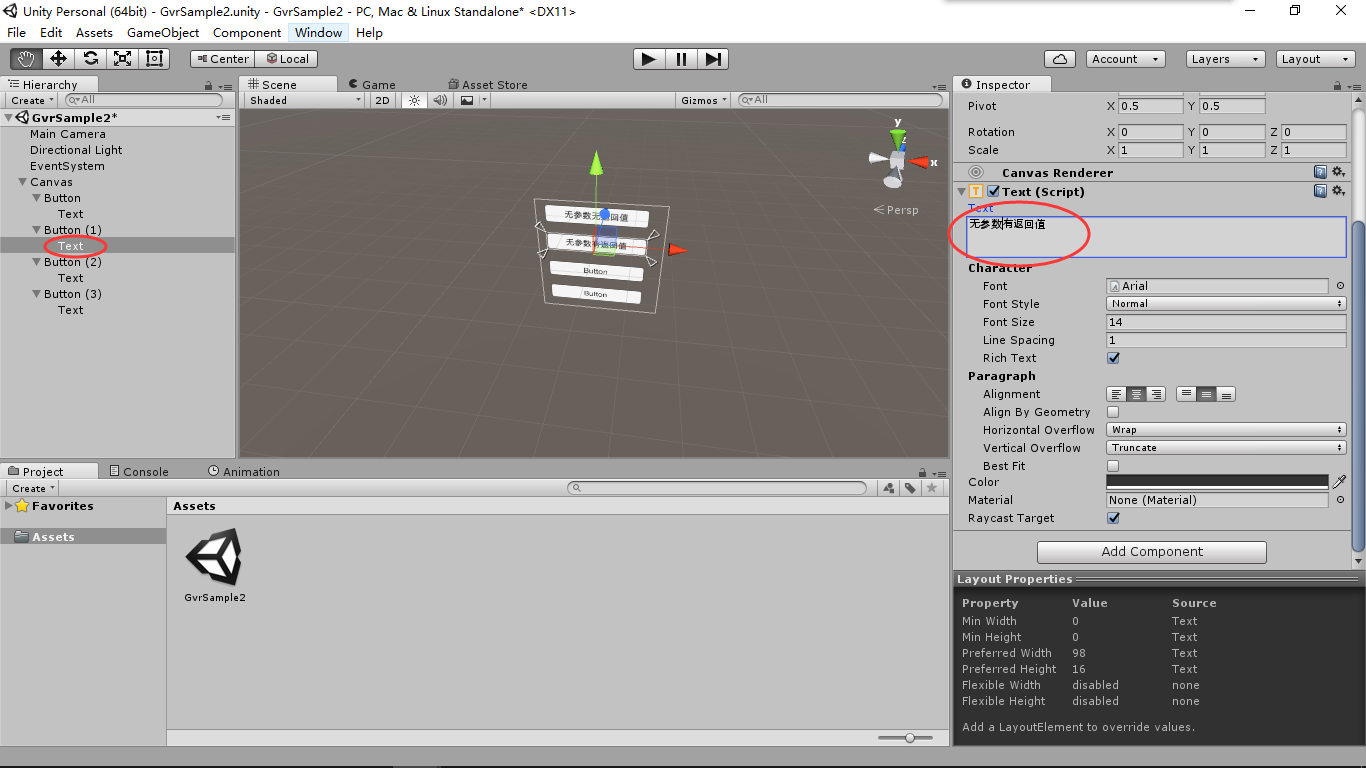 Unity Personal (64bit) - GvrSample2.unity - GvrSample2 - PC, Mac & Linux Standalone* <DX11>
File Edit Assets GameObject Component Window Help
Center Local
Account Layers Layout
Hierarchy
Create All
GvrSample2*
Main Camera
Directional Light
EventSystem
Canvas
Button
Text
Button (1)
Text
Button (2)
Text
Button (3)
Text
Scene Game Asset Store
Shaded 2D Gizmos All
y
z
x
Persp
无参数无返回值
无参数有返回值
Button
Button
Inspector
Pivot X 0.5 Y 0.5
Rotation X 0 Y 0 Z 0
Scale X 1 Y 1 Z 1
Canvas Renderer
Text (Script)
Text
无参数有返回值
Character
Font Arial
Font Style Normal
Font Size 14
Line Spacing 1
Rich Text
Paragraph
Alignment
Align By Geometry
Horizontal Overflow Wrap
Vertical Overflow Truncate
Best Fit
Color
Material None (Material)
Raycast Target
Add Component
Layout Properties
Property Value Source
Min Width 0 Text
Min Height 0 Text
Preferred Width 98 Text
Preferred Height 16 Text
Flexible Width disabled none
Flexible Height disabled none
Add a LayoutElement to override values.
Project Console Animation
Create
Favorites
Assets
Assets
GvrSample2